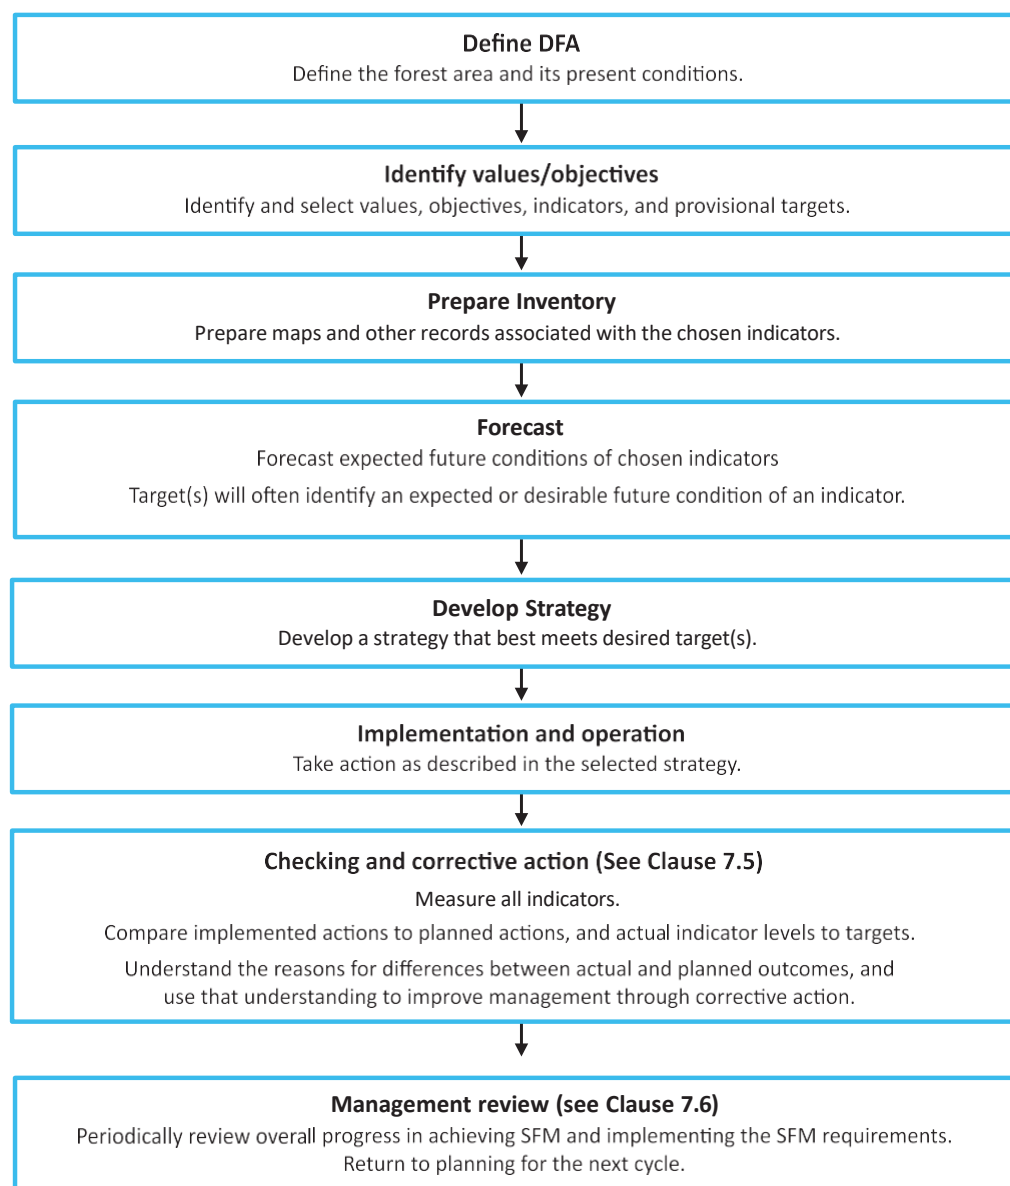 Define DFA
Define the forest area and its present conditions.
Identify values/objectives
Identify and select values, objectives, indicators, and provisional targets.
Prepare Inventory
Prepare maps and other records associated with the chosen indicators.
Forecast
Forecast expected future conditions of chosen indicators
Target(s) will often identify an expected or desirable future condition of an indicator.
Develop Strategy
Develop a strategy that best meets desired target(s).
Implementation and operation
Take action as described in the selected strategy.
Checking and corrective action (See Clause 7.5)
Measure all indicators.
Compare implemented actions to planned actions, and actual indicator levels to targets.
Understand the reasons for differences between actual and planned outcomes, and
use that understanding to improve management through corrective action.
Management review (see Clause 7.6)
Periodically review overall progress in achieving SFM and implementing the SFM requirements.
Return to planning for the next cycle.